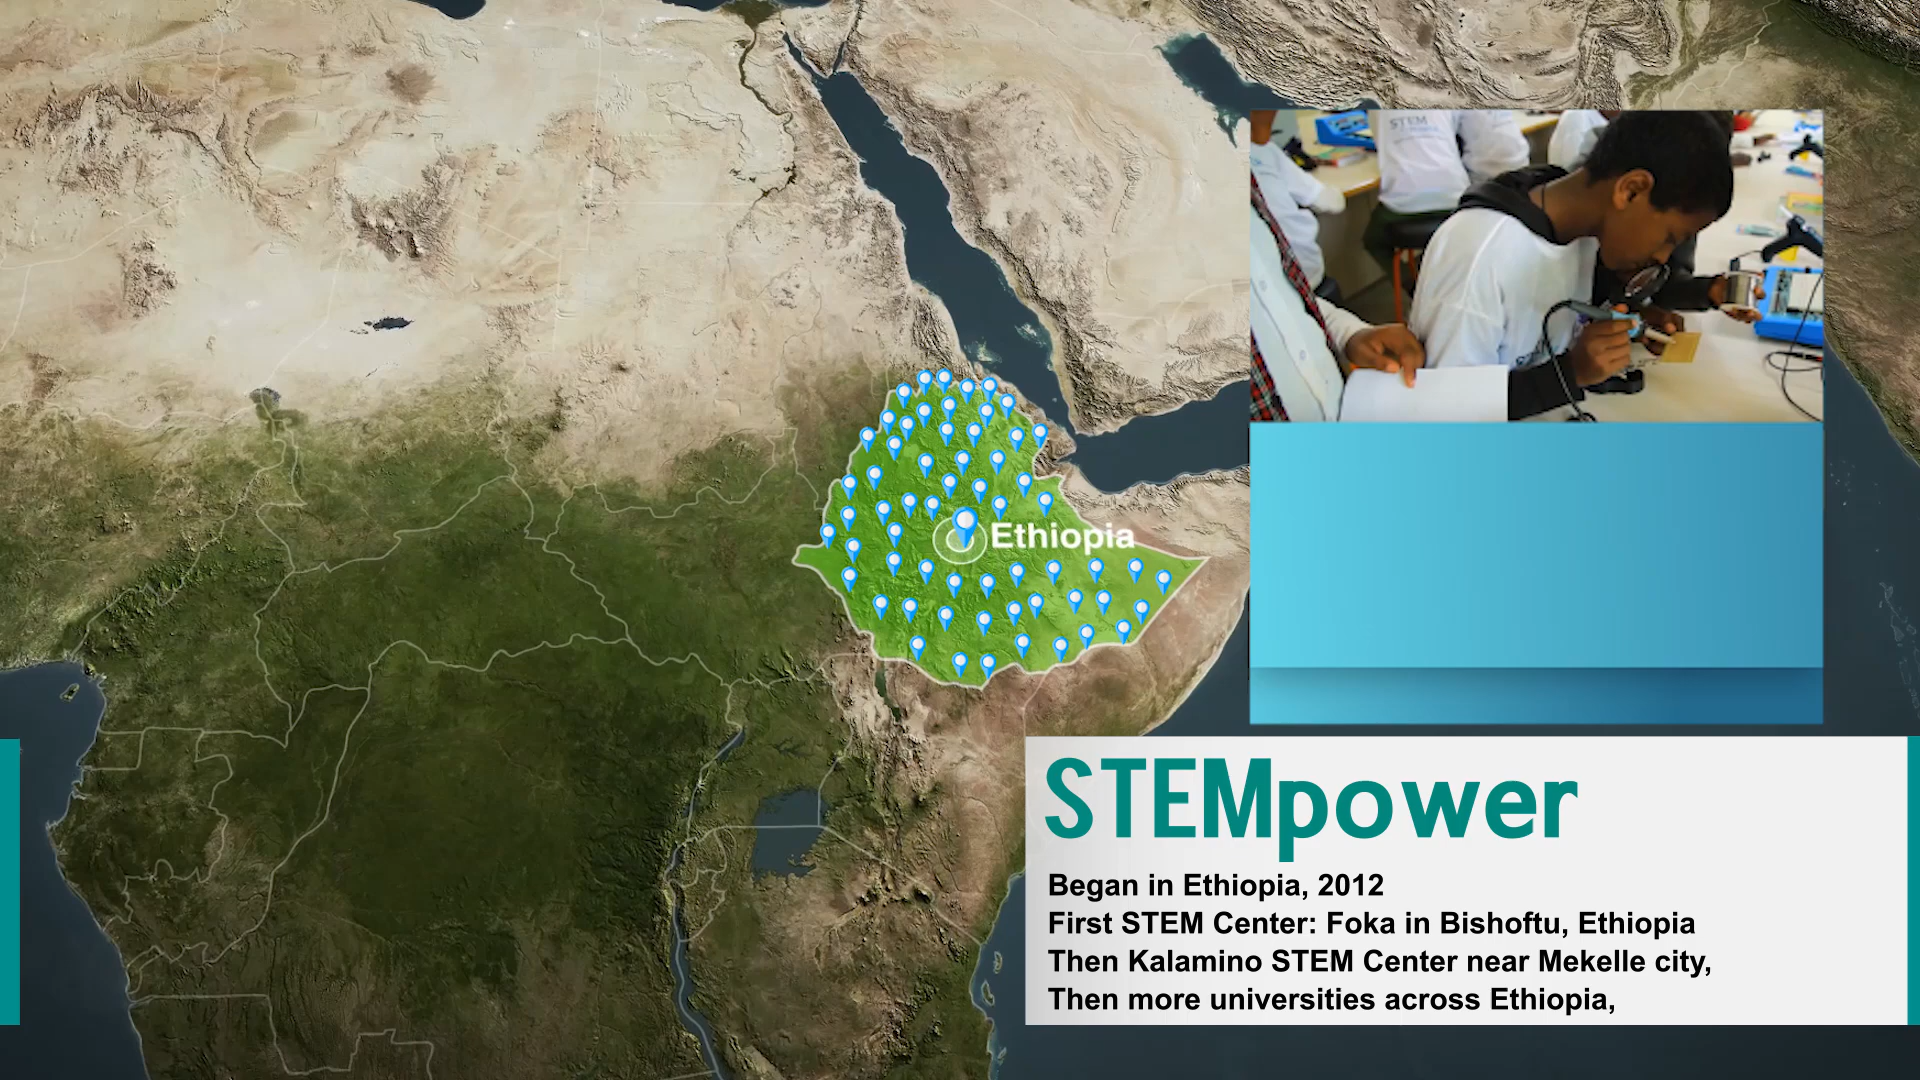 STEM
Ethiopia
STEMpower
Began in Ethiopia, 2012
First STEM Center: Foka in Bishoftu, Ethiopia
Then Kalamino STEM Center near Mekelle city,
Then more universities across Ethiopia,